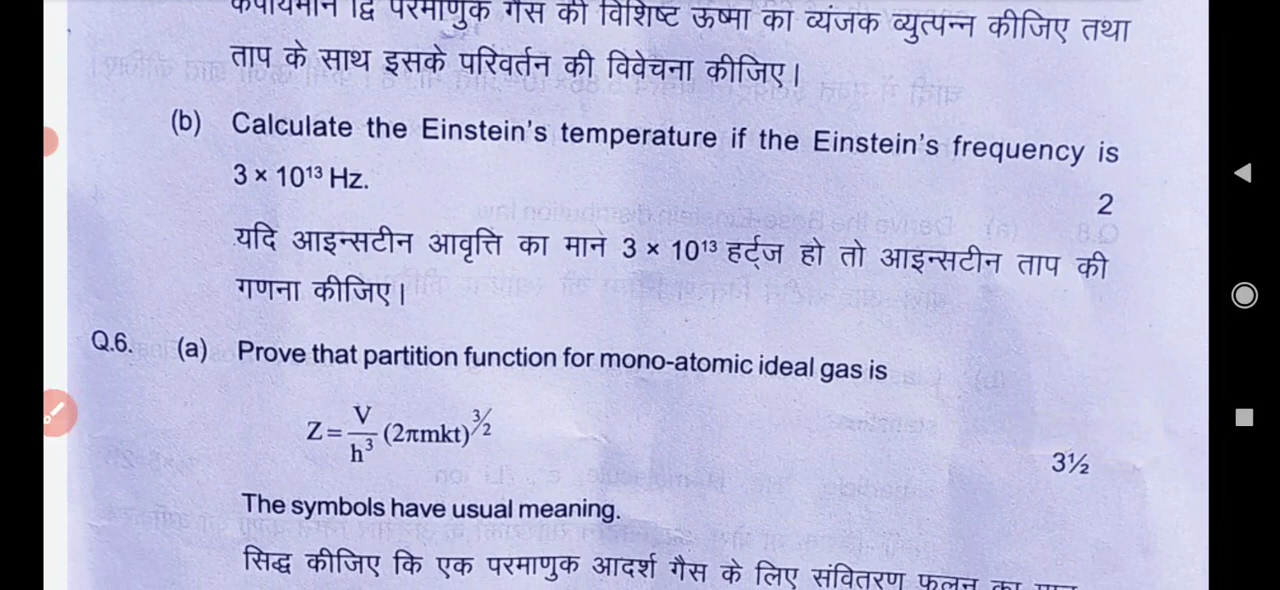 कंपायमान द्वि परमाणुक गैस की विशिष्ट ऊष्मा का व्यंजक व्युत्पन्न कीजिए तथा
ताप के साथ इसके परिवर्तन की विवेचना कीजिए।
(b) Calculate the Einstein's temperature if the Einstein's frequency is
3 × 10¹³ Hz.
2
यदि आइन्सटीन आवृत्ति का मान 3 × 10¹³ हर्ट्ज हो तो आइन्सटीन ताप की
गणना कीजिए।
Q.6. (a) Prove that partition function for mono-atomic ideal gas is
Z = V/h³ (2πmkt)^3/2
3½
The symbols have usual meaning.
सिद्ध कीजिए कि एक परमाणुक आदर्श गैस के लिए संवितरण फलन का मान